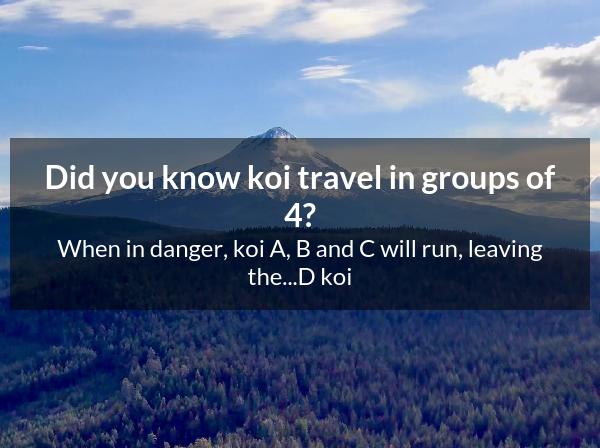 Did you know koi travel in groups of
4?
When in danger, koi A, B and C will run, leaving
the...D koi